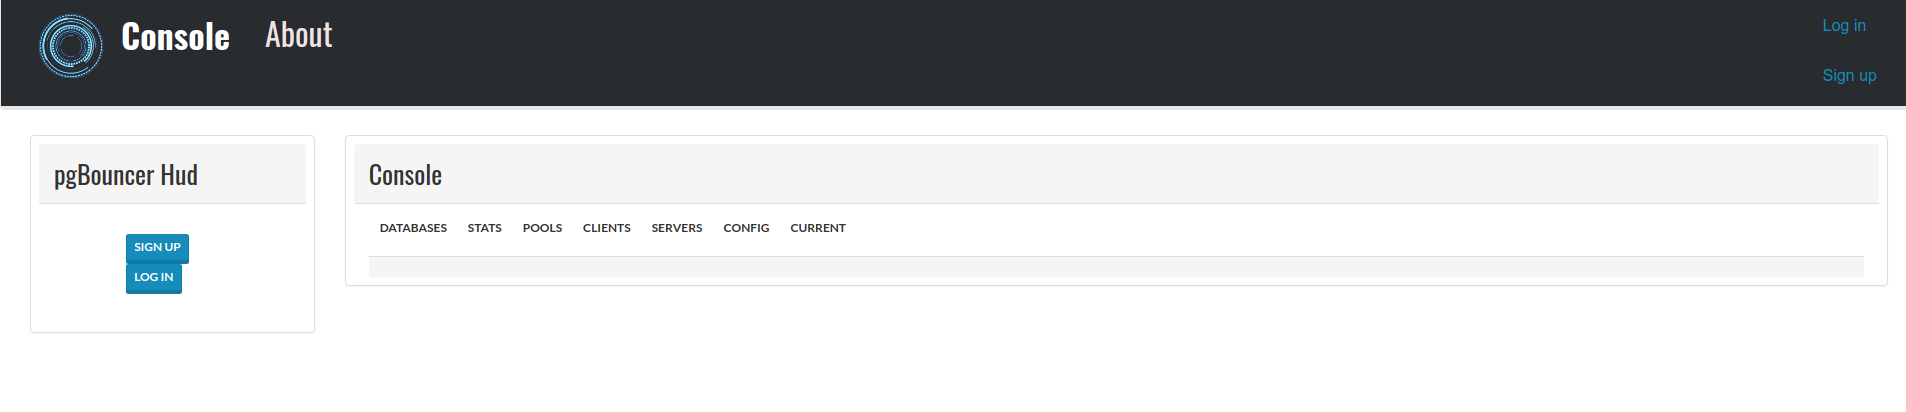 Console About
Log in
Sign up
pgBouncer Hud
SIGN UP
LOG IN
Console
DATABASES STATS POOLS CLIENTS SERVERS CONFIG CURRENT